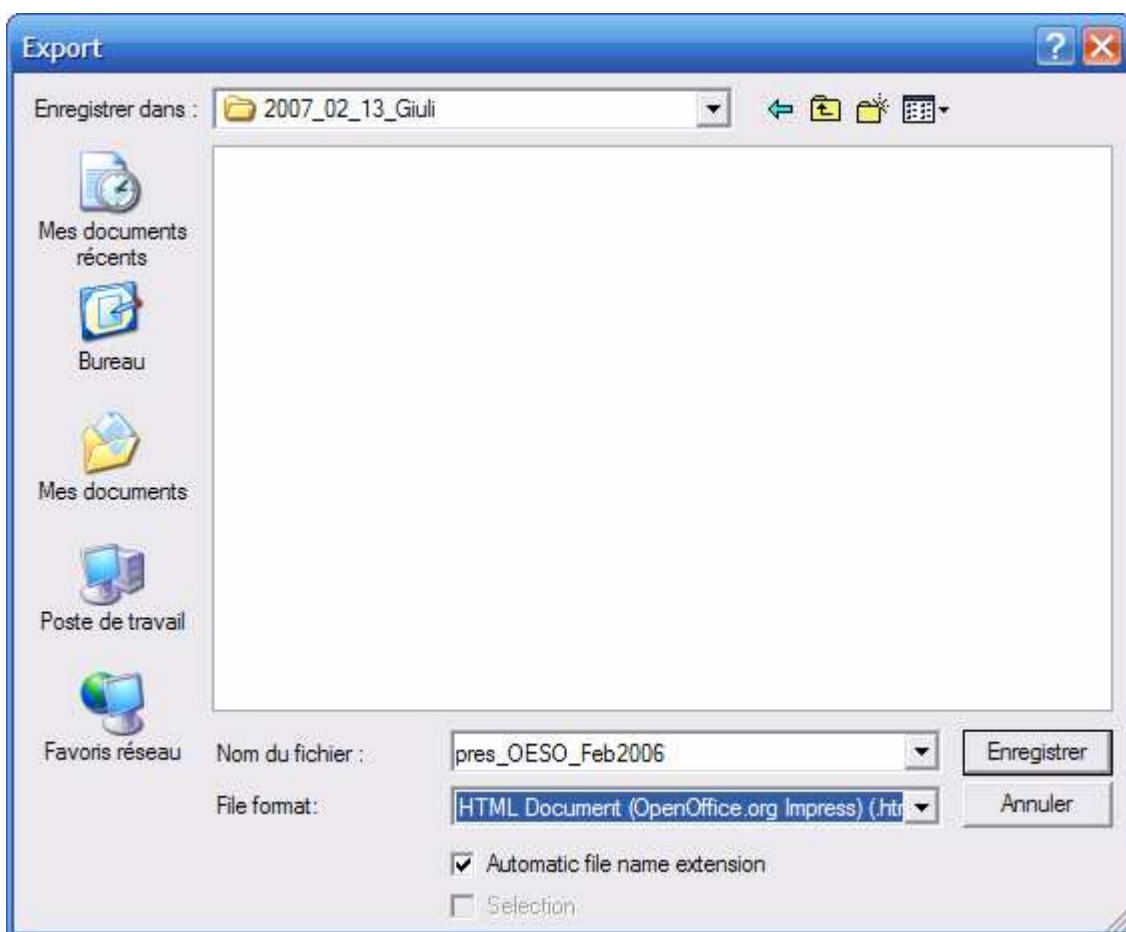 Export
Enregistrer dans :
2007_02_13_Giuli
Mes documents
récents
Bureau
Mes documents
Poste de travail
Favoris réseau
Nom du fichier :
pres_OESO_Feb2006
Enregistrer
File format:
HTML Document (OpenOffice.org Impress) (.htr
Annuler
Automatic file name extension
Selection